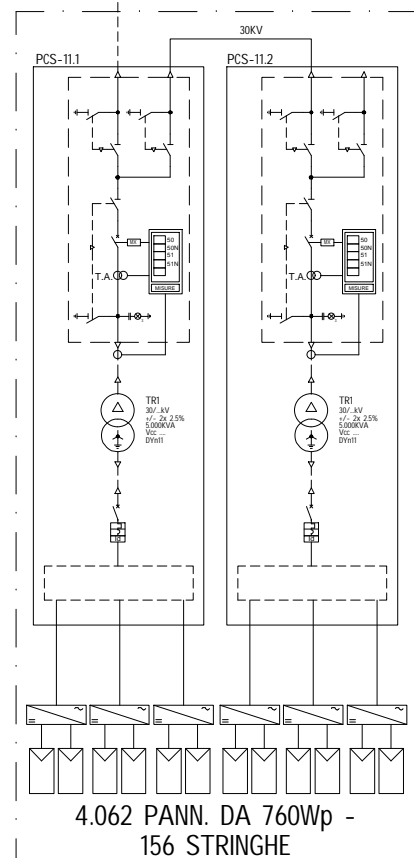 30KV
PCS-11.1
PCS-11.2
50
50N
51
51N
MX
T.A.
MISURE
50
50N
51
51N
MX
T.A.
MISURE
TR1
30/...kV
+/- 2x 2.5%
5.000KVA
Vcc ....
DYn11
TR1
30/...kV
+/- 2x 2.5%
5.000KVA
Vcc ....
DYn11
Id
Id
4.062 PANN. DA 760Wp -
156 STRINGHE